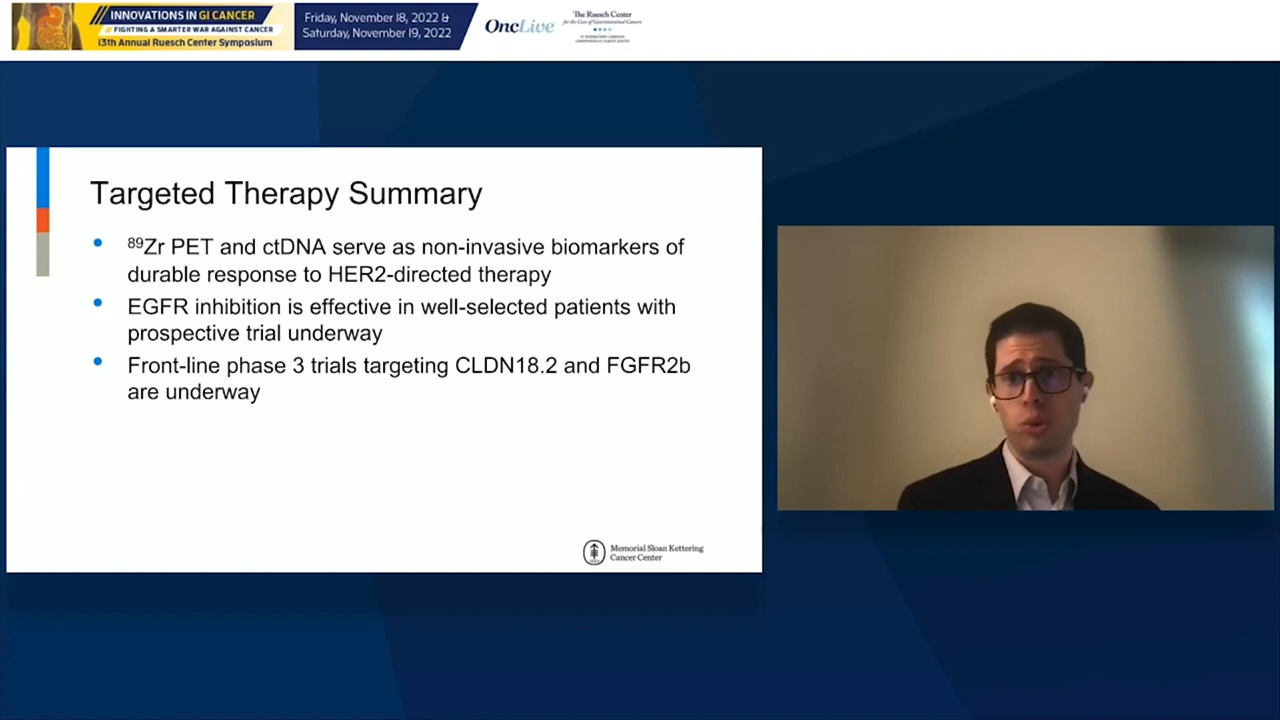 INNOVATIONS IN GI CANCER
FIGHTING A SMARTER WAR AGAINST CANCER
13th Annual Ruesch Center Symposium
Friday, November 18, 2022 &
Saturday, November 19, 2022
OncLive
The Ruesch Center
for the Cure of Gastrointestinal Cancers
Targeted Therapy Summary
• ⁸⁹Zr PET and ctDNA serve as non-invasive biomarkers of
durable response to HER2-directed therapy
• EGFR inhibition is effective in well-selected patients with
prospective trial underway
• Front-line phase 3 trials targeting CLDN18.2 and FGFR2b
are underway
Memorial Sloan Kettering
Cancer Center